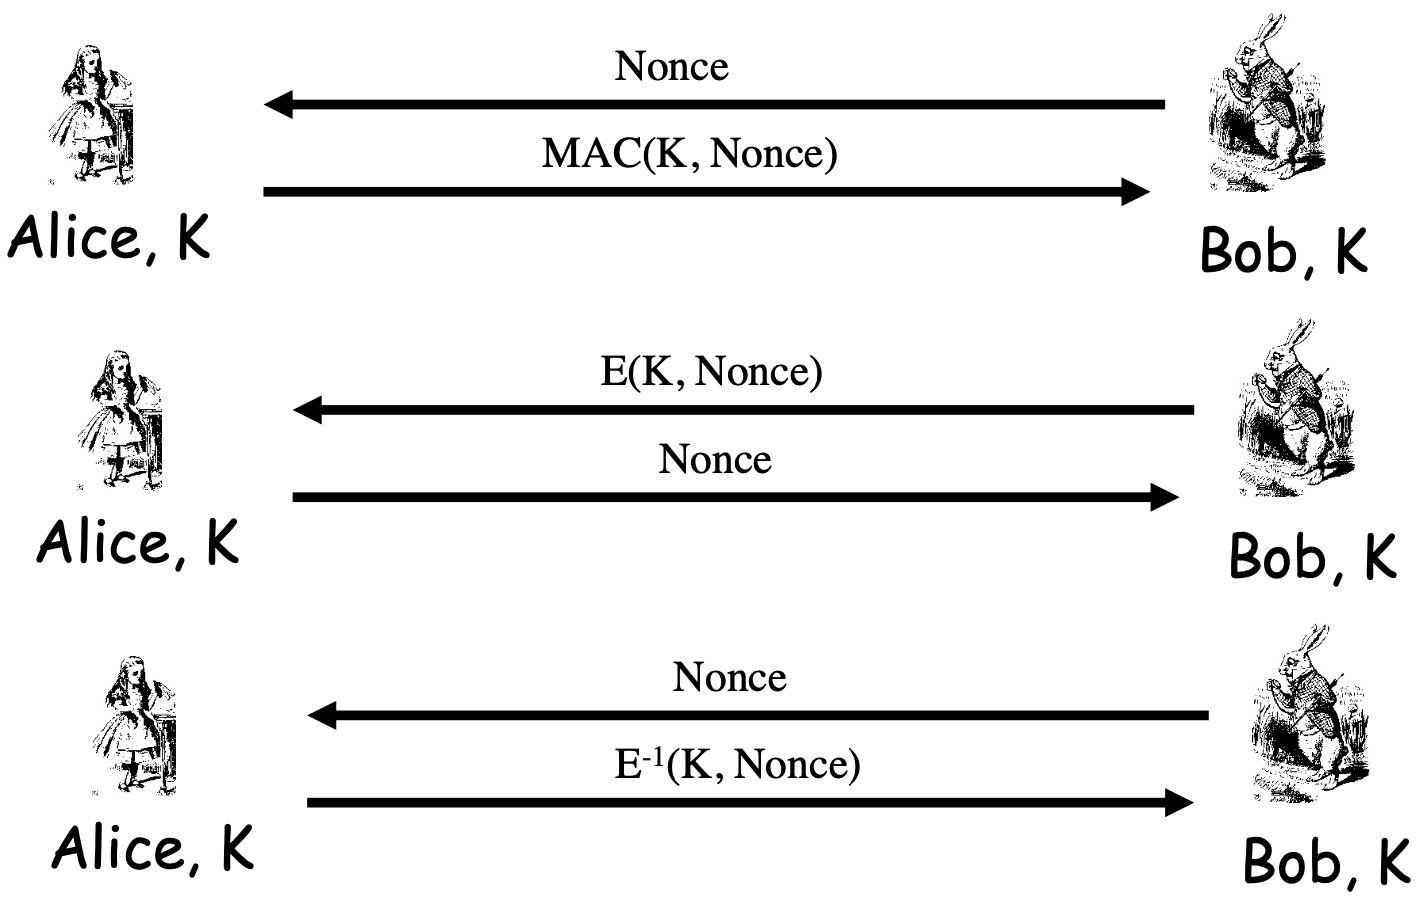 Nonce
MAC(K, Nonce)
Alice, K
Bob, K
E(K, Nonce)
Nonce
Alice, K
Bob, K
Nonce
E⁻¹(K, Nonce)
Alice, K
Bob, K